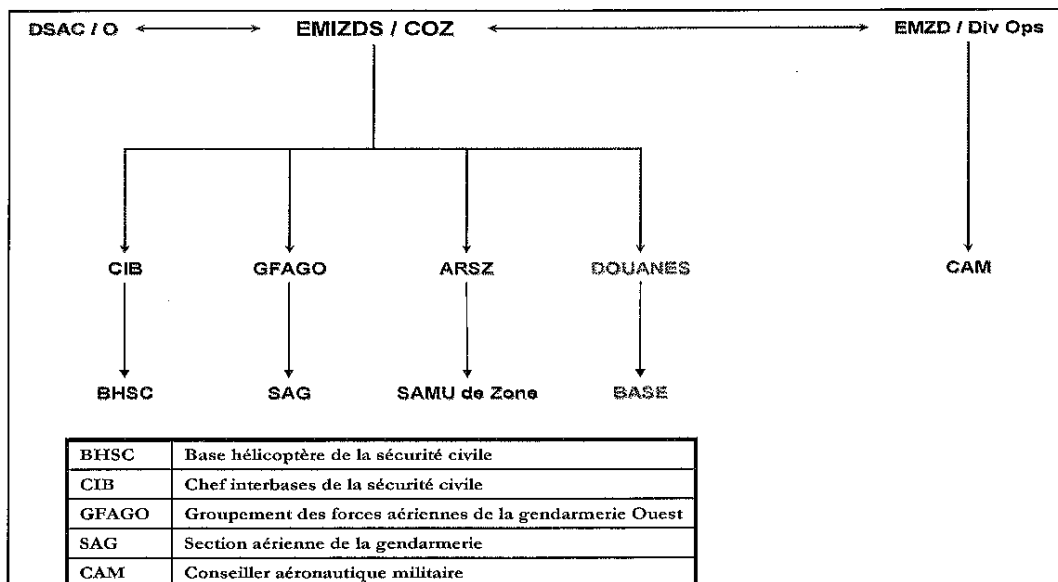 DSAC / O EMIZDS / COZ EMZD / Div Ops
CIB GFAGO ARSZ DOUANES CAM
BHSC SAG SAMU de Zone BASE
BHSC Base hélicoptère de la sécurité civile
CIB Chef interbases de la sécurité civile
GFAGO Groupement des forces aériennes de la gendarmerie Ouest
SAG Section aérienne de la gendarmerie
CAM Conseiller aéronautique militaire